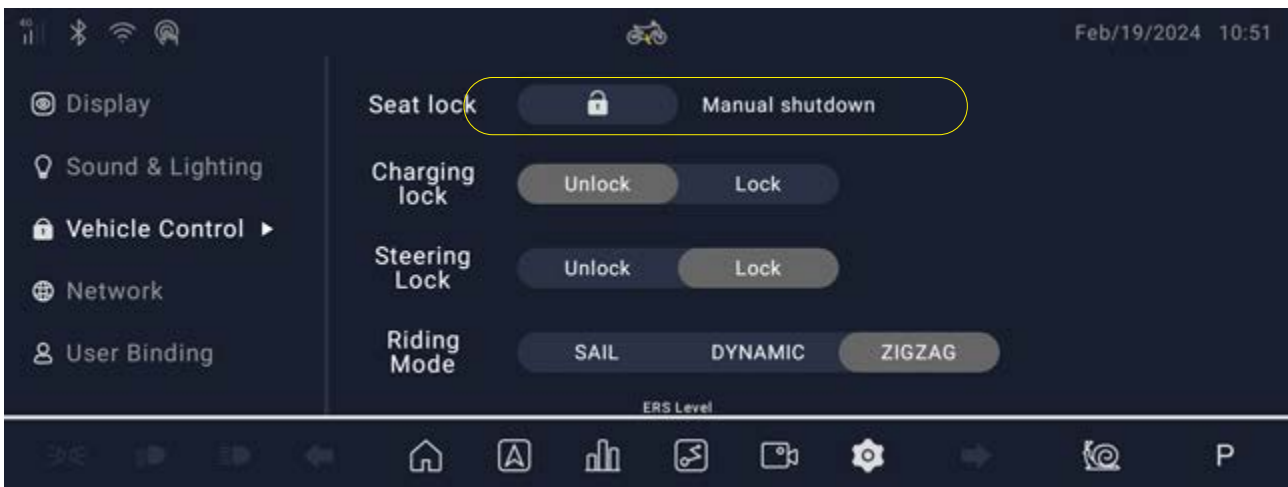 4G
Feb/19/2024 10:51
Display
Sound & Lighting
Vehicle Control
Network
User Binding
Seat lock
Manual shutdown
Charging
lock
Unlock Lock
Steering
Lock
Unlock Lock
Riding
Mode
SAIL DYNAMIC ZIGZAG
ERS Level
P